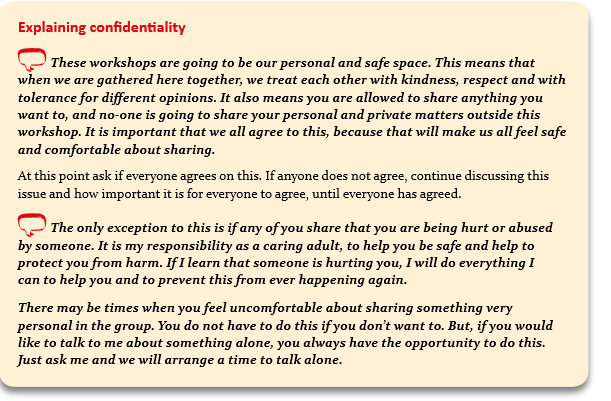 Explaining confidentiality
These workshops are going to be our personal and safe space. This means that
when we are gathered here together, we treat each other with kindness, respect and with
tolerance for different opinions. It also means you are allowed to share anything you
want to, and no-one is going to share your personal and private matters outside this
workshop. It is important that we all agree to this, because that will make us all feel safe
and comfortable about sharing.
At this point ask if everyone agrees on this. If anyone does not agree, continue discussing this
issue and how important it is for everyone to agree, until everyone has agreed.
The only exception to this is if any of you share that you are being hurt or abused
by someone. It is my responsibility as a caring adult, to help you be safe and help to
protect you from harm. If I learn that someone is hurting you, I will do everything I
can to help you and to prevent this from ever happening again.
There may be times when you feel uncomfortable about sharing something very
personal in the group. You do not have to do this if you don't want to. But, if you would
like to talk to me about something alone, you always have the opportunity to do this.
Just ask me and we will arrange a time to talk alone.